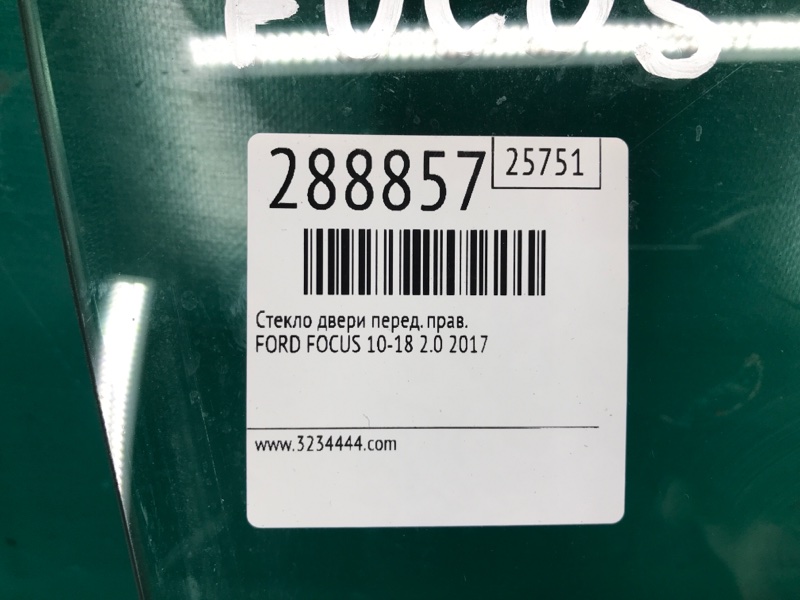 FOCUS
288857 25751
Стекло двери перед. прав.
FORD FOCUS 10-18 2.0 2017
www.3234444.com